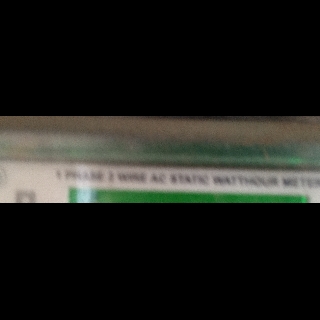 1 PHASE 2 WIRE AC STATIC WATTHOUR METER